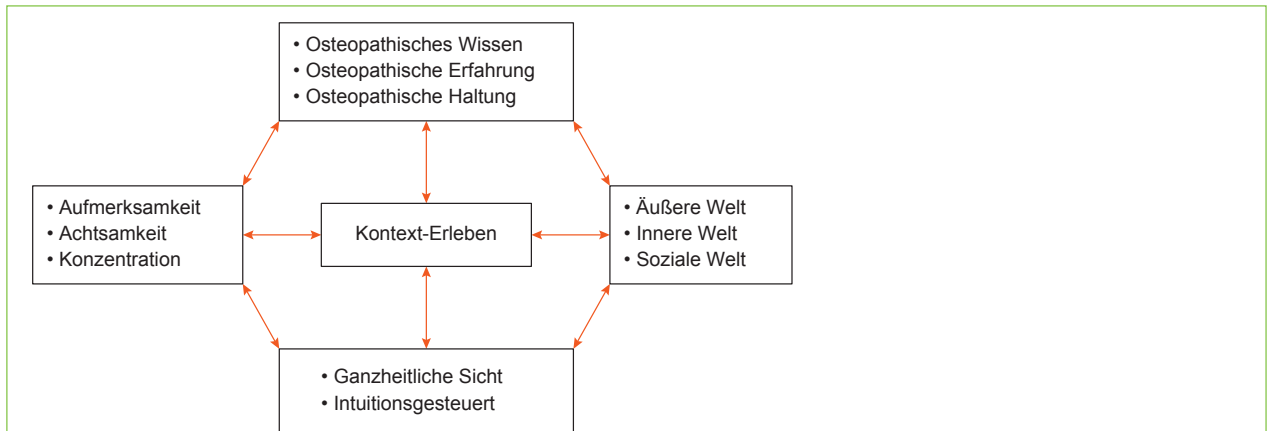 • Osteopathisches Wissen
• Osteopathische Erfahrung
• Osteopathische Haltung
• Aufmerksamkeit
• Achtsamkeit
• Konzentration
Kontext-Erleben
• Äußere Welt
• Innere Welt
• Soziale Welt
• Ganzheitliche Sicht
• Intuitionsgesteuert